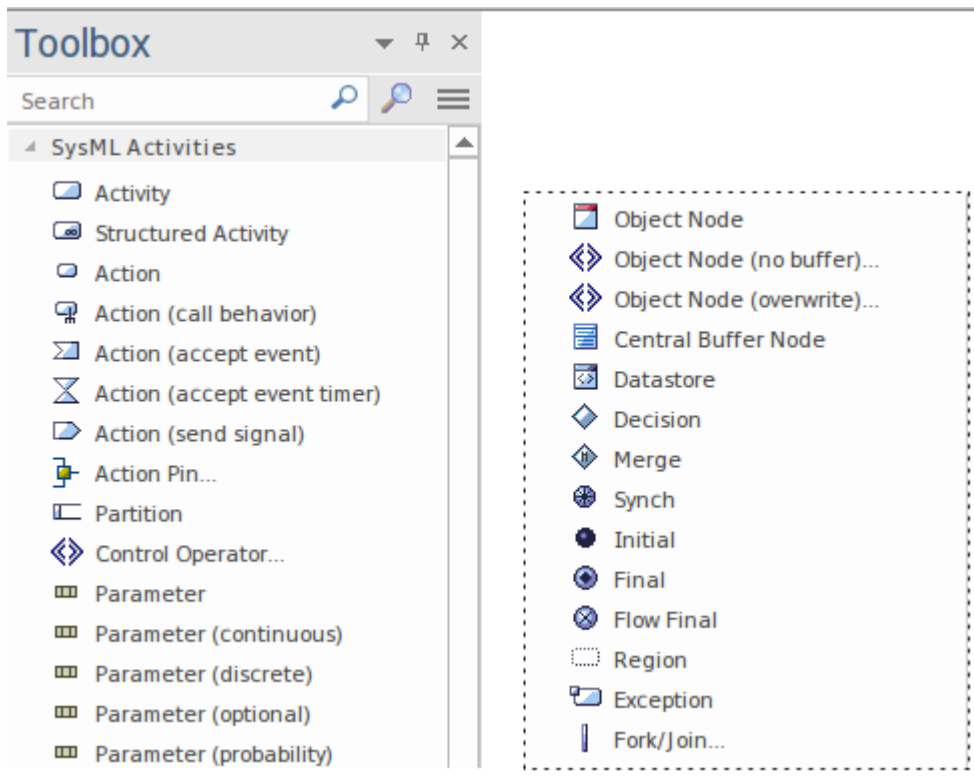 Toolbox
Search
SysML Activities
Activity
Structured Activity
Action
Action (call behavior)
Action (accept event)
Action (accept event timer)
Action (send signal)
Action Pin...
Partition
Control Operator...
Parameter
Parameter (continuous)
Parameter (discrete)
Parameter (optional)
Parameter (probability)
Object Node
Object Node (no buffer)...
Object Node (overwrite)...
Central Buffer Node
Datastore
Decision
Merge
Synch
Initial
Final
Flow Final
Region
Exception
Fork/Join...